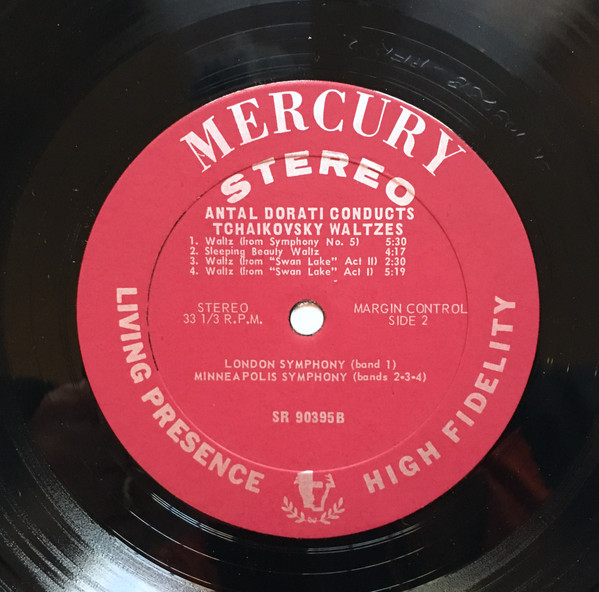 MERCURY
STEREO
ANTAL DORATI CONDUCTS
TCHAIKOVSKY WALTZES
1. Waltz (from Symphony No. 5) 5:30
2. Sleeping Beauty Waltz 4:17
3. Waltz (from "Swan Lake" Act II) 2:30
4. Waltz (from "Swan Lake" Act I) 5:19
STEREO
33 1/3 R.P.M.
MARGIN CONTROL
SIDE 2
LONDON SYMPHONY (band 1)
MINNEAPOLIS SYMPHONY (bands 2-3-4)
SR 90395B
LIVING PRESENCE
HIGH FIDELITY